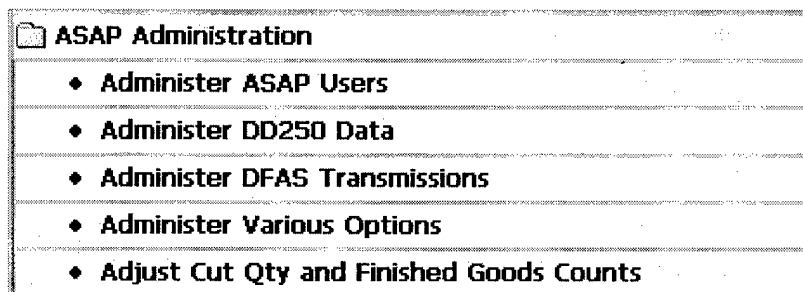 ASAP Administration
• Administer ASAP Users
• Administer DD250 Data
• Administer DFAS Transmissions
• Administer Various Options
• Adjust Cut Qty and Finished Goods Counts